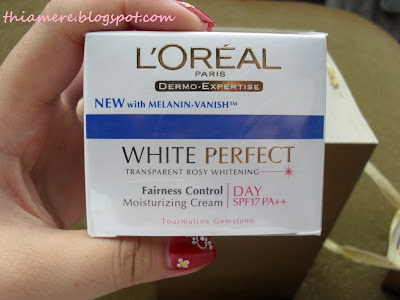 thiamere.blogspot.com
L'ORÉAL
PARIS
DERMO-EXPERTISE
NEW with MELANIN-VANISH™
WHITE PERFECT
TRANSPARENT ROSY WHITENING
Fairness Control
Moisturizing Cream
DAY
SPF17 PA++
Tourmaline Gemstone